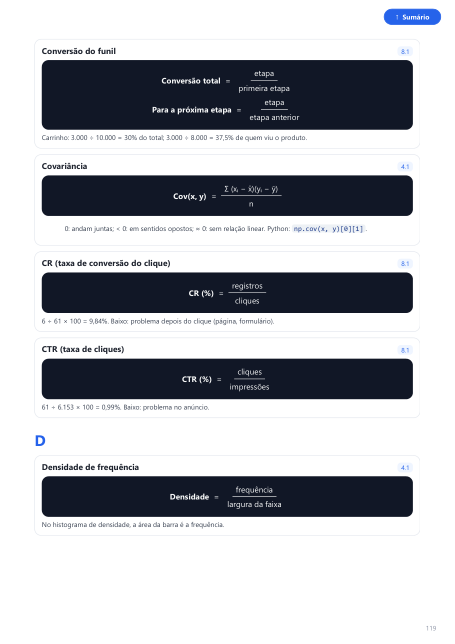 ↑ Sumário
Conversão do funil 8.1
Conversão total = etapa / primeira etapa
Para a próxima etapa = etapa / etapa anterior
Carrinho: 3.000 ÷ 10.000 = 30% do total; 3.000 ÷ 8.000 = 37,5% de quem viu o produto.
Covariância 4.1
Cov(x, y) = Σ (xᵢ − x̄)(yᵢ − ȳ) / n
0: andam juntas; < 0: em sentidos opostos; ≈ 0: sem relação linear. Python: np.cov(x, y)[0][1].
CR (taxa de conversão do clique) 8.1
CR (%) = registros / cliques
6 ÷ 61 × 100 = 9,84%. Baixo: problema depois do clique (página, formulário).
CTR (taxa de cliques) 8.1
CTR (%) = cliques / impressões
61 ÷ 6.153 × 100 = 0,99%. Baixo: problema no anúncio.
D
Densidade de frequência 4.1
Densidade = frequência / largura da faixa
No histograma de densidade, a área da barra é a frequência.
119